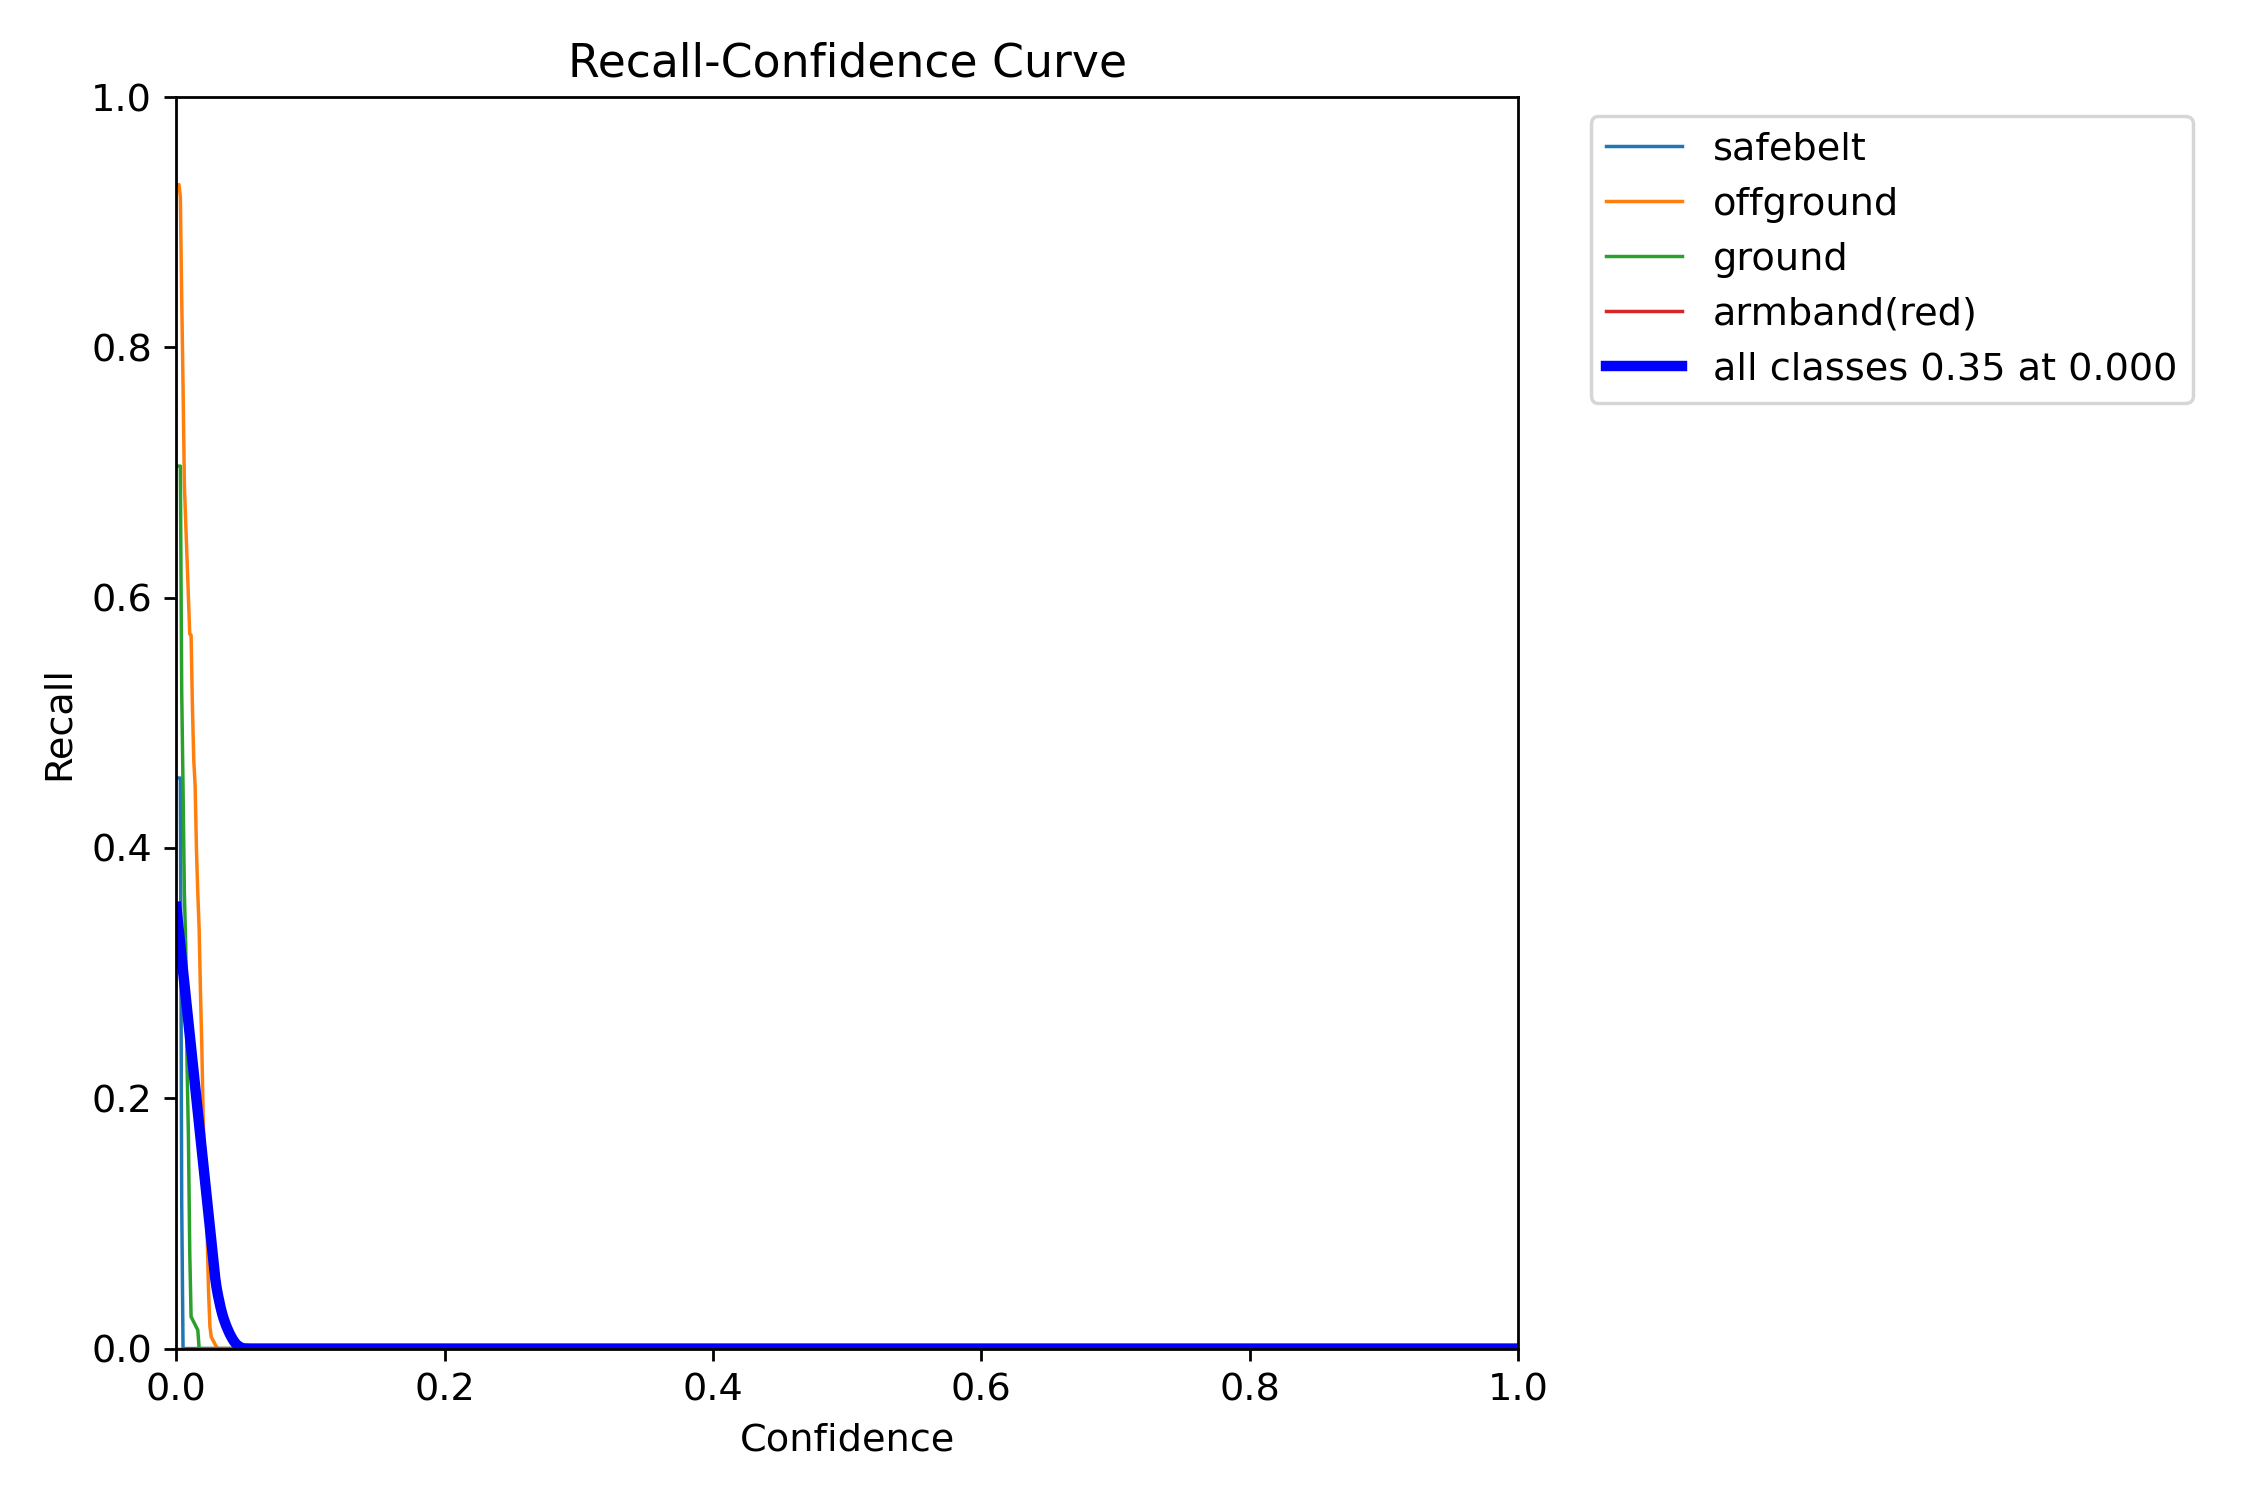 Recall-Confidence Curve
1.0
0.8
0.6
0.4
0.2
0.0
Recall
0.0 0.2 0.4 0.6 0.8 1.0
Confidence
safebelt
offground
ground
armband(red)
all classes 0.35 at 0.000